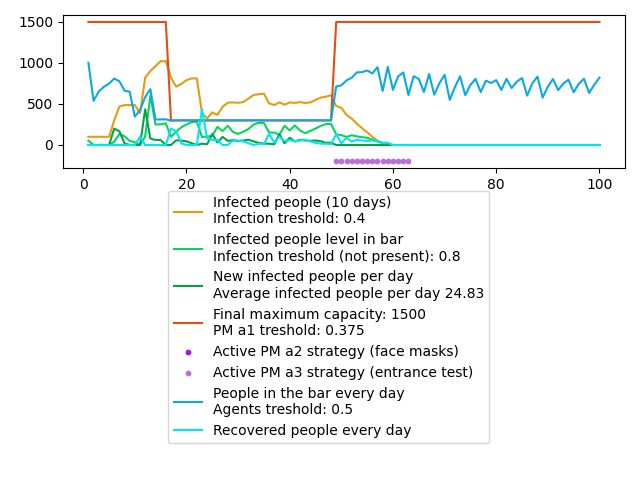 1500
1000
500
0
0 20 40 60 80 100
Infected people (10 days)
Infection treshold: 0.4
Infected people level in bar
Infection treshold (not present): 0.8
New infected people per day
Average infected people per day 24.83
Final maximum capacity: 1500
PM a1 treshold: 0.375
Active PM a2 strategy (face masks)
Active PM a3 strategy (entrance test)
People in the bar every day
Agents treshold: 0.5
Recovered people every day